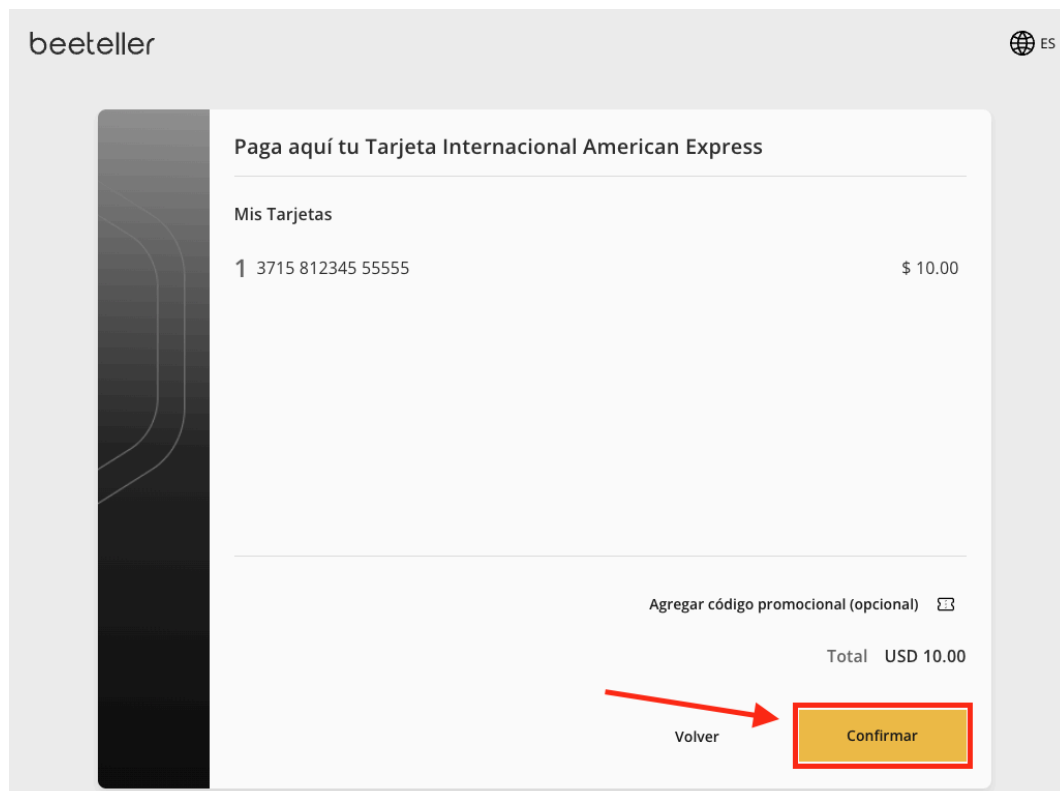 beeteller
ES
Paga aquí tu Tarjeta Internacional American Express
Mis Tarjetas
1 3715 812345 55555 $ 10.00
Agregar código promocional (opcional)
Total USD 10.00
Volver Confirmar